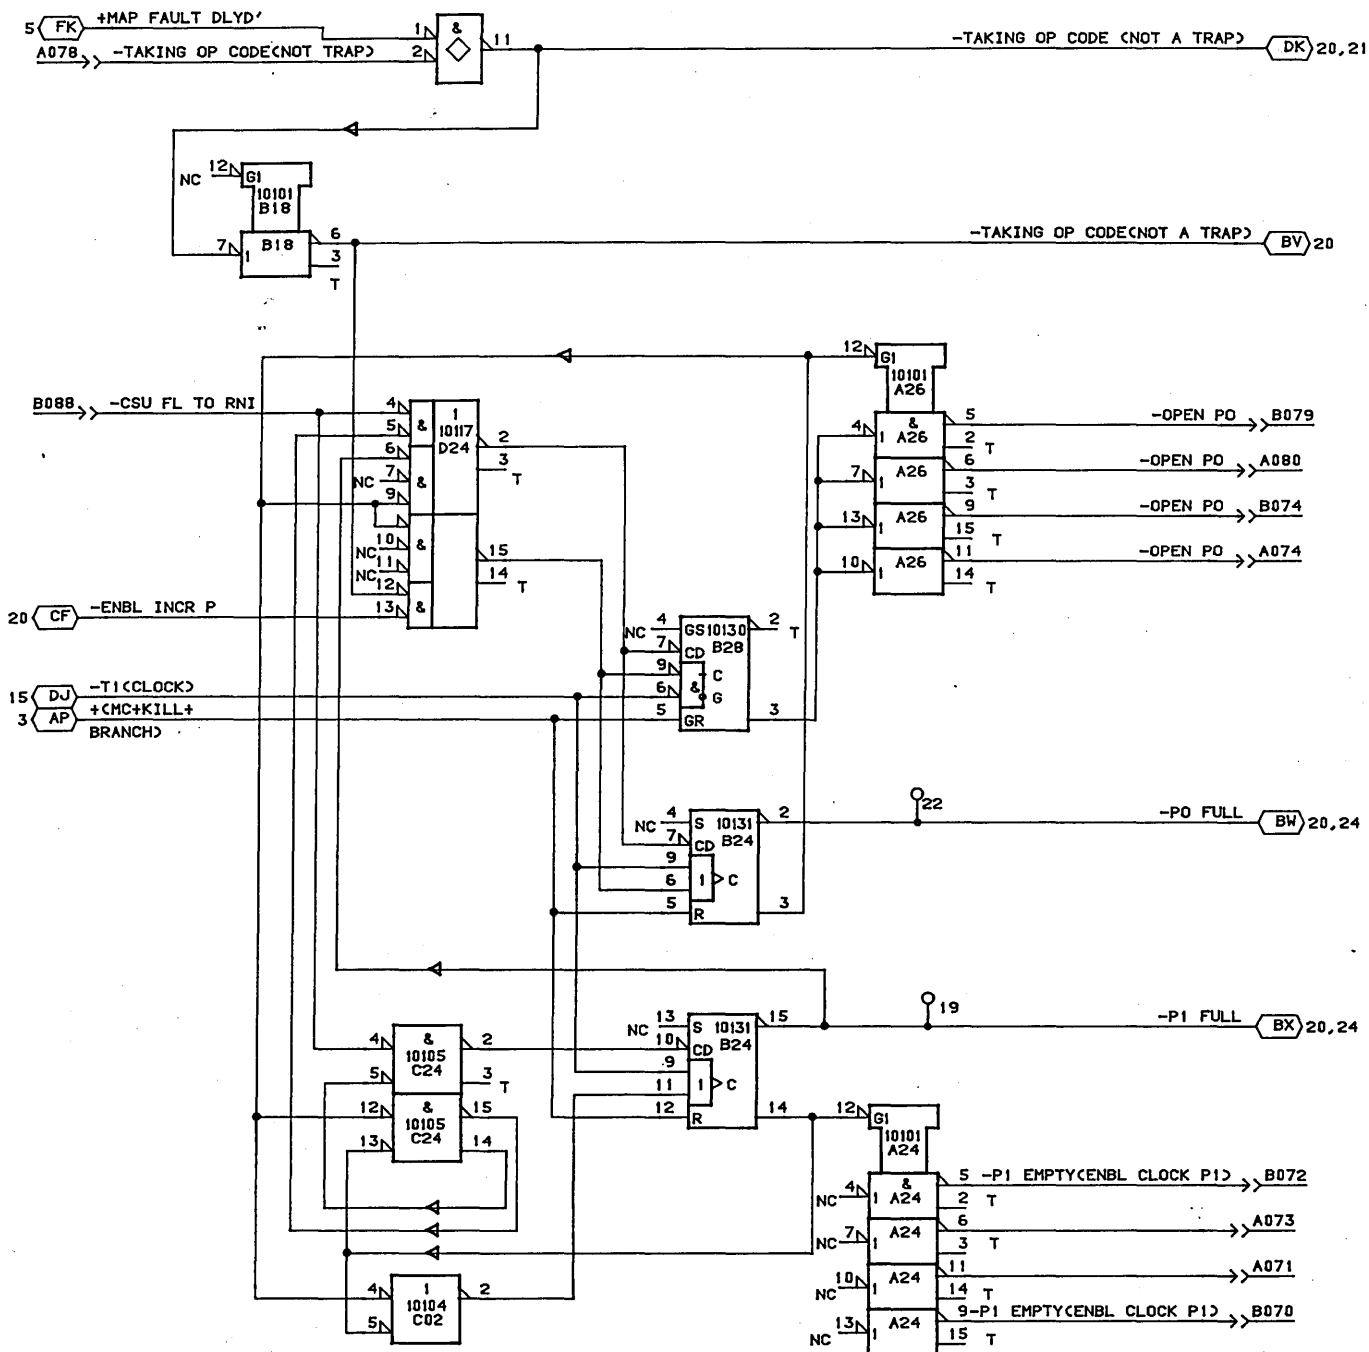 5 FK +MAP FAULT DLYD'
A078 -TAKING OP CODE(NOT TRAP)
1 & 11
2
-TAKING OP CODE (NOT A TRAP) DK 20,21
NC 12 G1
10101
B18
7 1 B18 6
3
T
-TAKING OP CODE(NOT A TRAP) BV 20
12 G1
10101
A26
B088 -CSU FL TO RNI
4 & 1
5 10117
D24
2
3 T
6
NC 7 &
9
NC 10 &
NC 11
15
14 T
12
13 &
20 CF -ENBL INCR P
4 1 & A26 5 -OPEN PO B079
2 T
7 1 A26 6 -OPEN PO A080
3 T
13 1 A26 9 -OPEN PO B074
15 T
10 1 A26 11 -OPEN PO A074
14 T
NC 4 GS 10130 2 T
7 CD B28
9 C
6 & G
5 GR 3
15 DJ -T1(CLOCK)
3 AP +(MC+KILL+
BRANCH)
NC 4 S 10131 2
7 CD B24
9
6 1 C
5 R 3
22
-PO FULL BW 20,24
NC 13 S 10131 15
10 CD B24
9
11 1 C
12 R 14
19
-P1 FULL BX 20,24
4 & 2
10105
5 C24 3 T
12 & 15
10105
13 C24 14
4 1 2
10104
5 C02
12 G1
10101
A24
NC 4 1 & A24 5 -P1 EMPTY(ENBL CLOCK P1) B072
2 T
NC 7 1 A24 6 A073
3 T
NC 10 1 A24 11 A071
14 T
NC 13 1 A24 9 -P1 EMPTY(ENBL CLOCK P1) B070
15 T